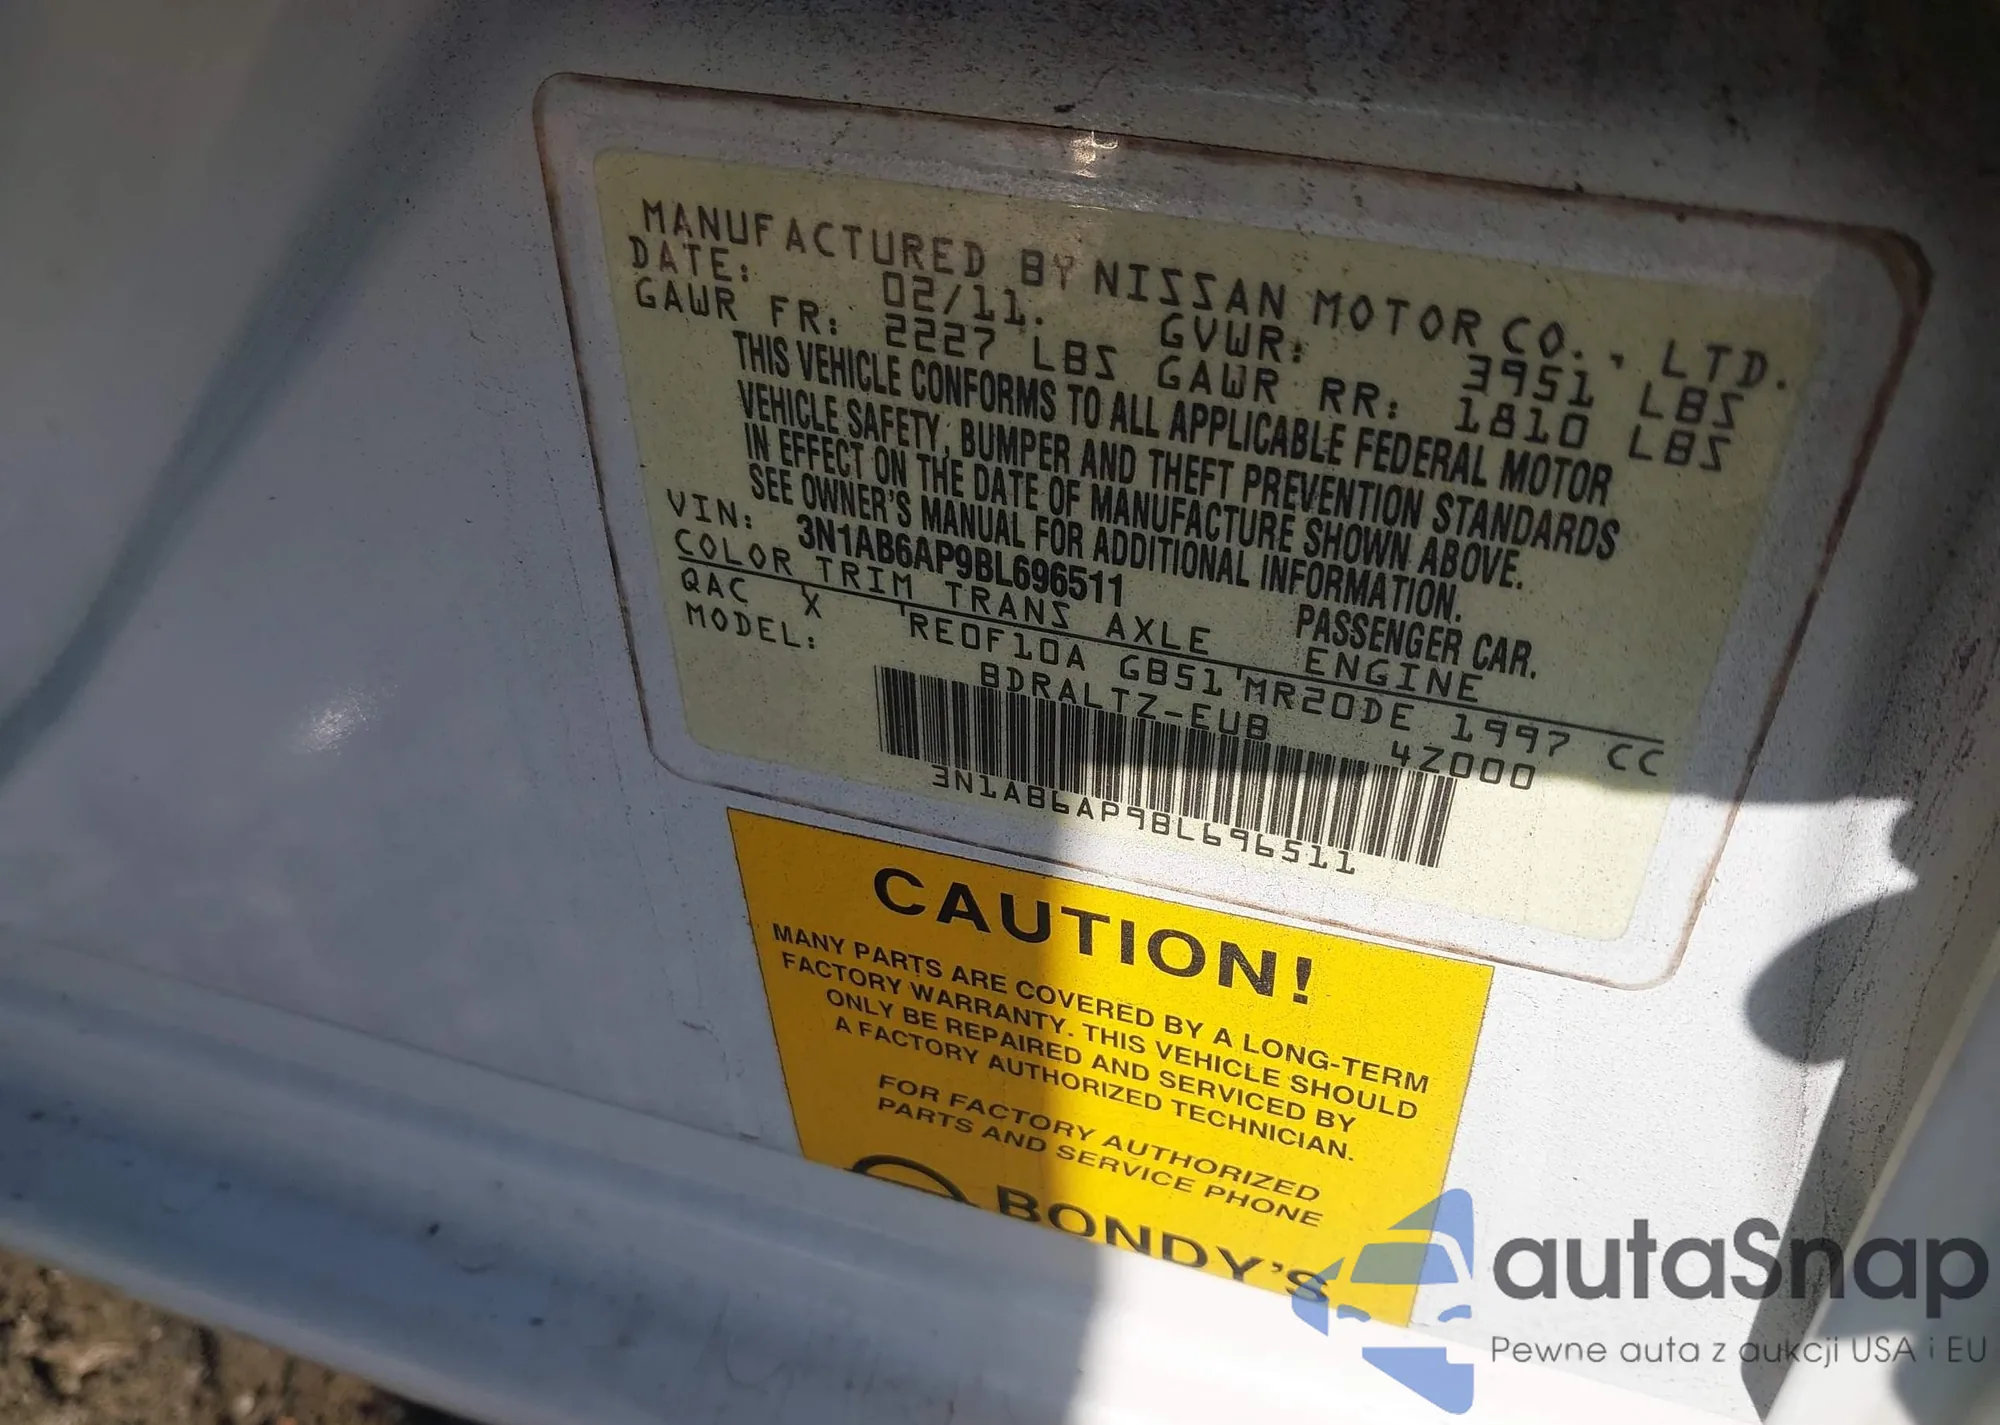 MANUFACTURED BY NISSAN MOTOR CO., LTD.
DATE: 02/11. GVWR: 3951 LBS
GAWR FR: 2227 LBS GAWR RR: 1810 LBS
THIS VEHICLE CONFORMS TO ALL APPLICABLE FEDERAL MOTOR
VEHICLE SAFETY, BUMPER AND THEFT PREVENTION STANDARDS
IN EFFECT ON THE DATE OF MANUFACTURE SHOWN ABOVE.
SEE OWNER'S MANUAL FOR ADDITIONAL INFORMATION.
VIN: 3N1AB6AP9BL696511 PASSENGER CAR.
COLOR TRIM TRANS AXLE ENGINE
QAC X RE0F10A GB51 MR20DE 1997 CC
MODEL: BDRALTZ-EUB 4Z000
3N1AB6AP9BL696511
CAUTION!
MANY PARTS ARE COVERED BY A LONG-TERM
FACTORY WARRANTY. THIS VEHICLE SHOULD
ONLY BE REPAIRED AND SERVICED BY
A FACTORY AUTHORIZED TECHNICIAN.
FOR FACTORY AUTHORIZED
PARTS AND SERVICE PHONE
BONDY'S
autaSnap
Pewne auta z aukcji USA i EU